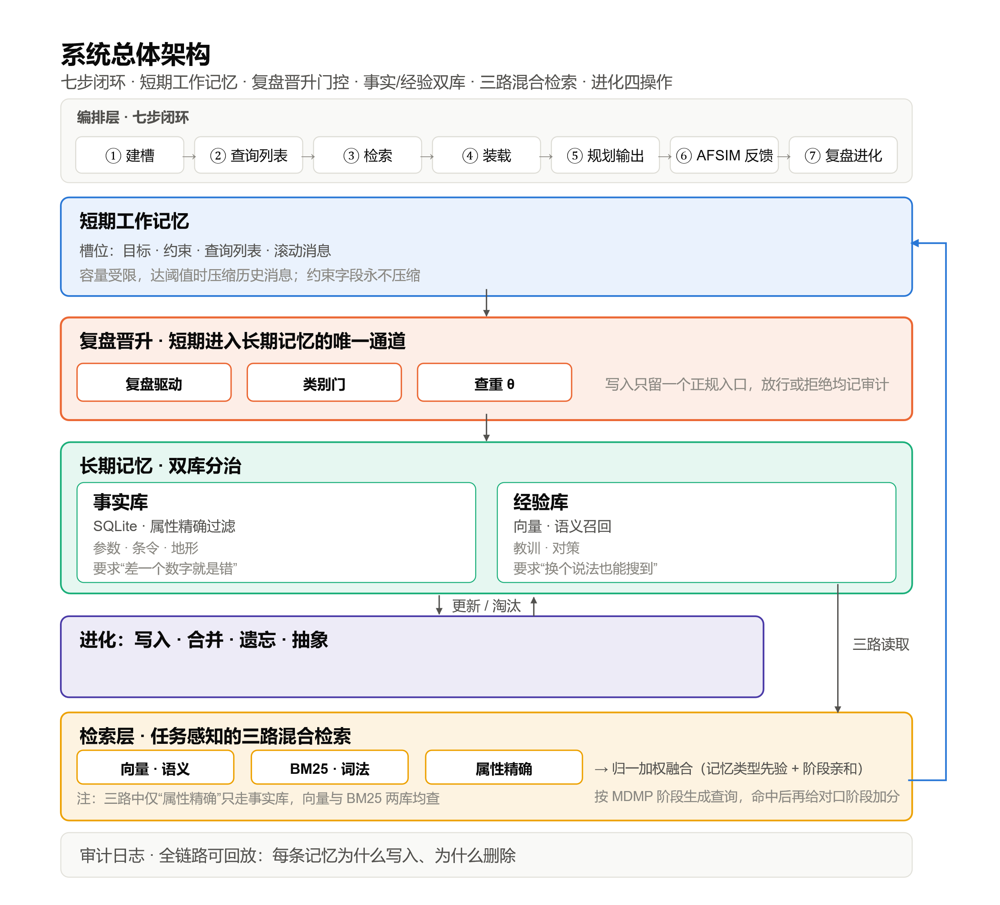 系统总体架构
七步闭环 · 短期工作记忆 · 复盘晋升门控 · 事实/经验双库 · 三路混合检索 · 进化四操作
编排层 · 七步闭环
① 建槽 → ② 查询列表 → ③ 检索 → ④ 装载 → ⑤ 规划输出 → ⑥ AFSIM 反馈 → ⑦ 复盘进化
短期工作记忆
槽位：目标 · 约束 · 查询列表 · 滚动消息
容量受限，达阈值时压缩历史消息；约束字段永不压缩
复盘晋升 · 短期进入长期记忆的唯一通道
复盘驱动 类别门 查重 θ 写入只留一个正规入口，放行或拒绝均记审计
长期记忆 · 双库分治
事实库
SQLite · 属性精确过滤
参数 · 条令 · 地形
要求“差一个数字就是错”
经验库
向量 · 语义召回
教训 · 对策
要求“换个说法也能搜到”
更新 / 淘汰
进化：写入 · 合并 · 遗忘 · 抽象
三路读取
检索层 · 任务感知的三路混合检索
向量 · 语义 BM25 · 词法 属性精确 → 归一加权融合（记忆类型先验 + 阶段亲和）
注：三路中仅“属性精确”只走事实库，向量与 BM25 两库均查
按 MDMP 阶段生成查询，命中后再给对口阶段加分
审计日志 · 全链路可回放：每条记忆为什么写入、为什么删除